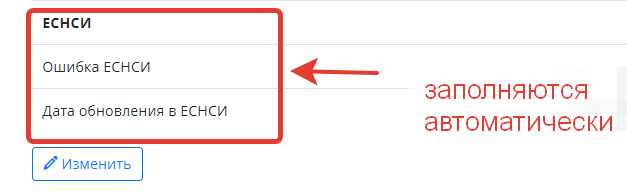 ЕСНСИ
Ошибка ЕСНСИ
Дата обновления в ЕСНСИ
заполняются
автоматически
Изменить